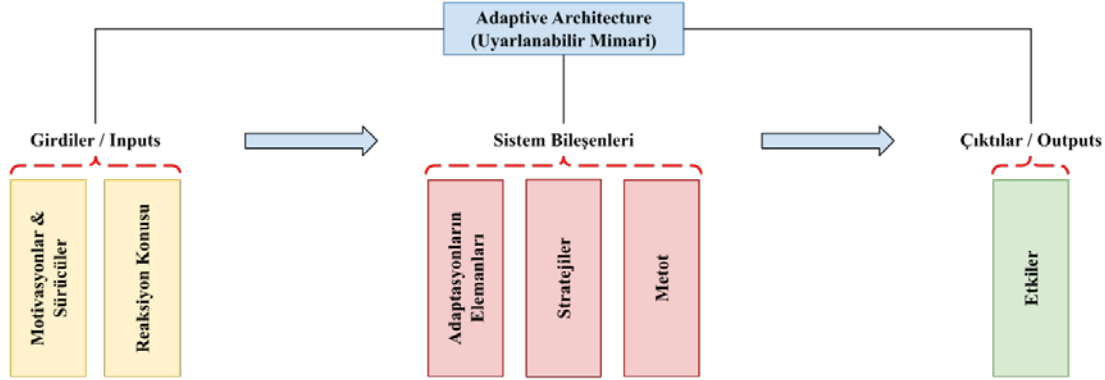 Adaptive Architecture
(Uyarlanabilir Mimari)
Girdiler / Inputs
Sistem Bileşenleri
Çıktılar / Outputs
Motivasyonlar &
Sürücüler
Reaksiyon Konusu
Adaptasyonların
Elemanları
Stratejiler
Metot
Etkiler